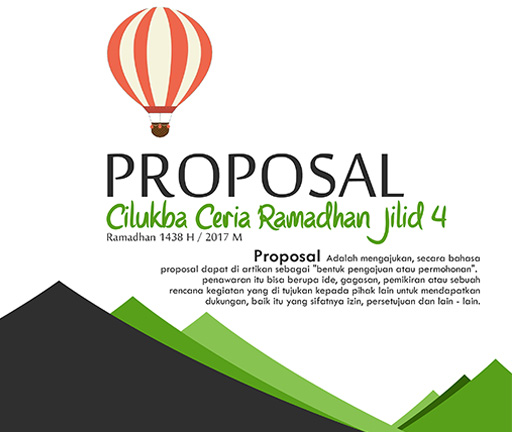 PROPOSAL
Cilukba Ceria Ramadhan Jilid 4
Ramadhan 1438 H / 2017 M
Proposal Adalah mengajukan, secara bahasa
proposal dapat di artikan sebagai "bentuk pengajuan atau permohonan".
penawaran itu bisa berupa ide, gagasan, pemikiran atau sebuah
rencana kegiatan yang di tujukan kepada pihak lain untuk mendapatkan
dukungan, baik itu yang sifatnya izin, persetujuan dan lain - lain.